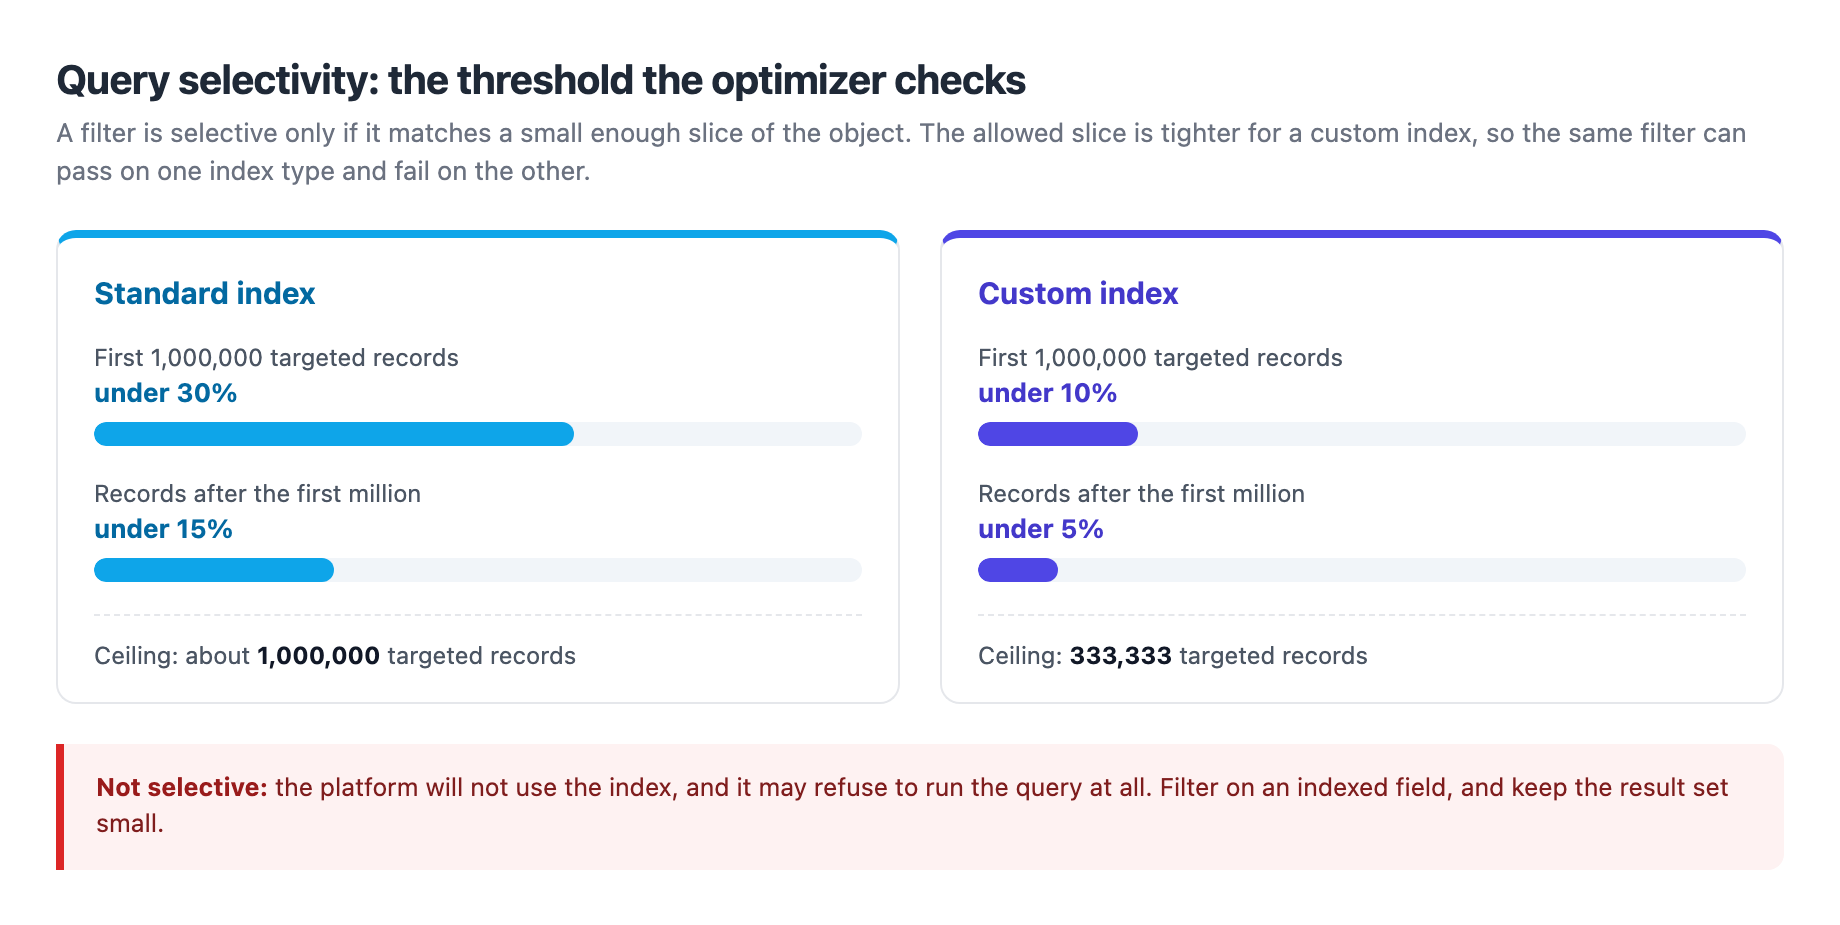 Query selectivity: the threshold the optimizer checks
A filter is selective only if it matches a small enough slice of the object. The allowed slice is tighter for a custom index, so the same filter can
pass on one index type and fail on the other.
Standard index
First 1,000,000 targeted records
under 30%
Records after the first million
under 15%
Ceiling: about 1,000,000 targeted records
Custom index
First 1,000,000 targeted records
under 10%
Records after the first million
under 5%
Ceiling: 333,333 targeted records
Not selective: the platform will not use the index, and it may refuse to run the query at all. Filter on an indexed field, and keep the result set
small.